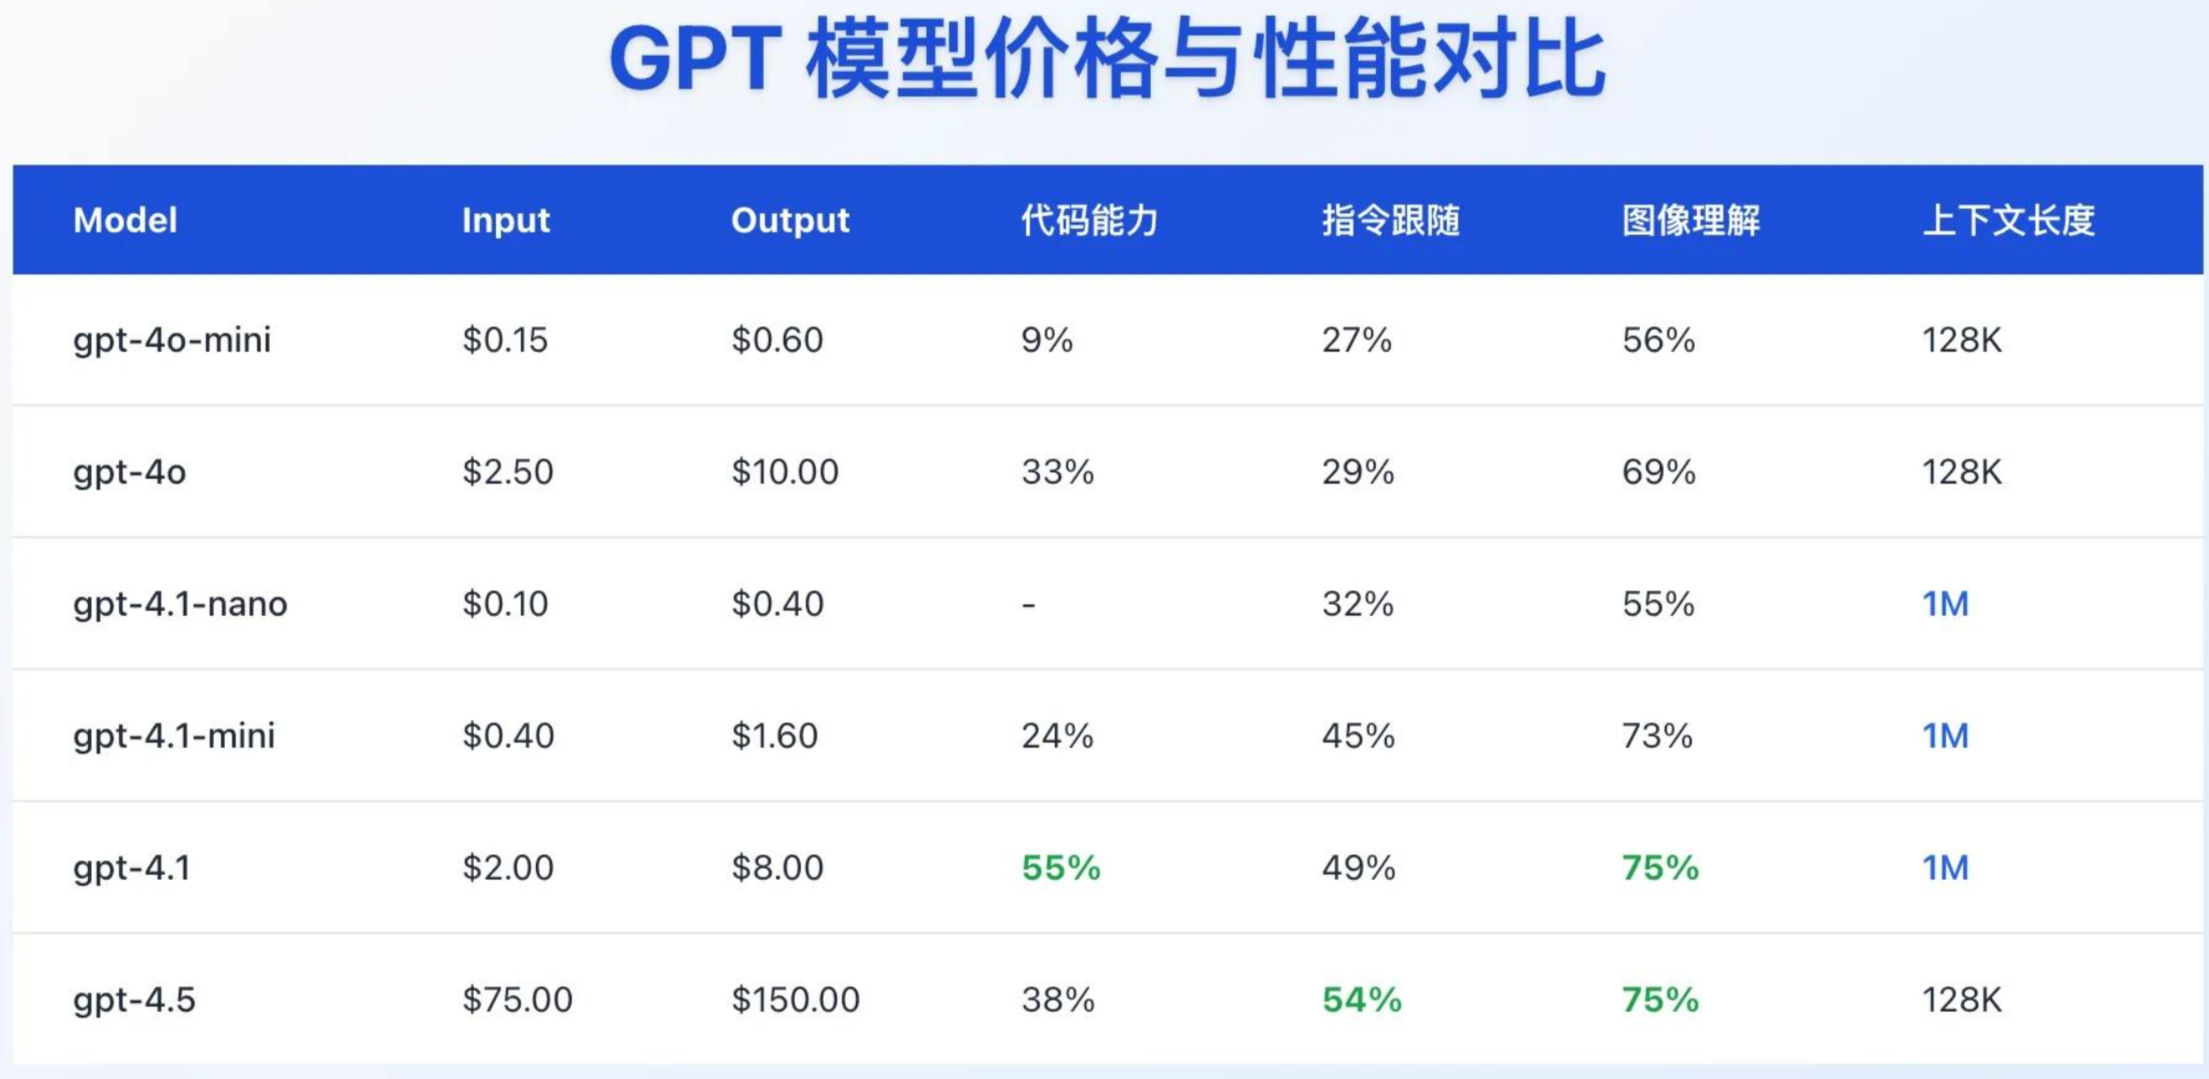 GPT 模型价格与性能对比
Model Input Output 代码能力 指令跟随 图像理解 上下文长度
gpt-4o-mini $0.15 $0.60 9% 27% 56% 128K
gpt-4o $2.50 $10.00 33% 29% 69% 128K
gpt-4.1-nano $0.10 $0.40 - 32% 55% 1M
gpt-4.1-mini $0.40 $1.60 24% 45% 73% 1M
gpt-4.1 $2.00 $8.00 55% 49% 75% 1M
gpt-4.5 $75.00 $150.00 38% 54% 75% 128K